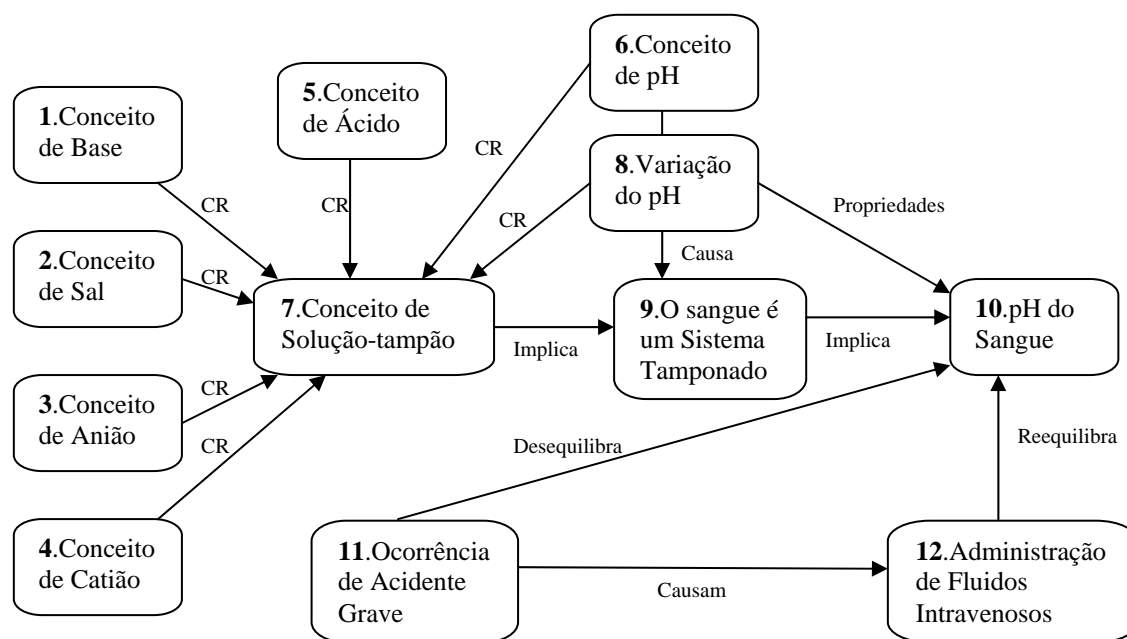 6.Conceito
de pH
5.Conceito
de Ácido
1.Conceito
de Base
CR
8.Variação
do pH
CR
CR
CR
Propriedades
2.Conceito
de Sal
CR
Causa
7.Conceito de
Solução-tampão
Implica
9.O sangue é
um Sistema
Tamponado
Implica
10.pH do
Sangue
3.Conceito
de Anião
CR
CR
Desequilibra
Reequilibra
4.Conceito
de Catião
11.Ocorrência
de Acidente
Grave
Causam
12.Administração
de Fluidos
Intravenosos